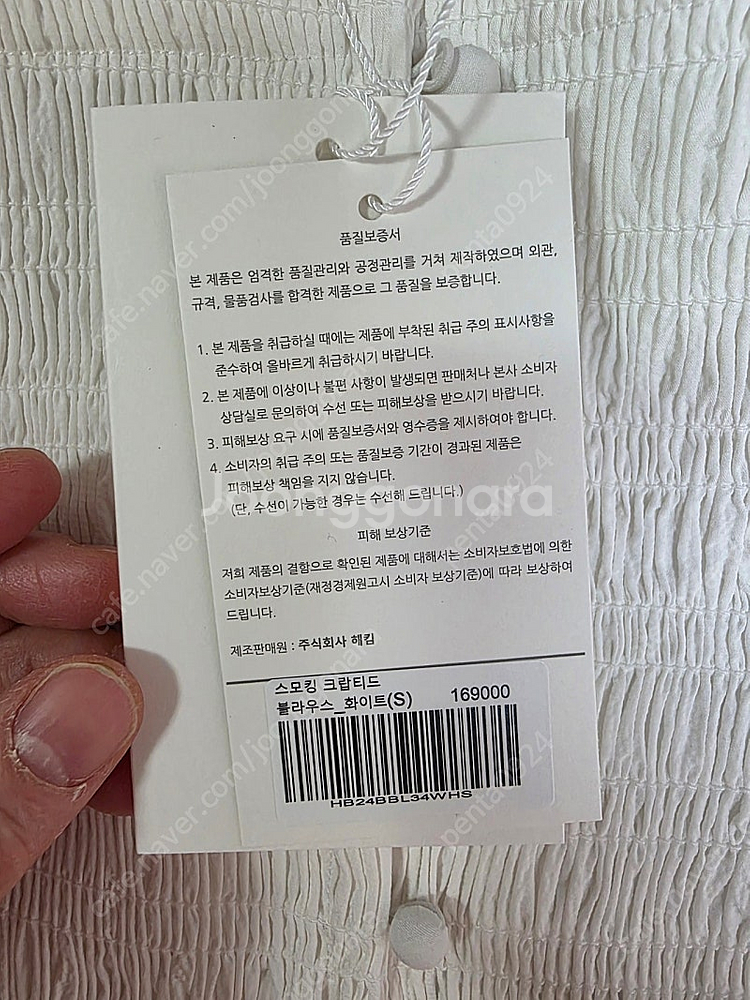 품질보증서
본 제품은 엄격한 품질관리와 공정관리를 거쳐 제작하였으며 외관,
규격, 물품검사를 합격한 제품으로 그 품질을 보증합니다.
1. 본 제품을 취급하실 때에는 제품에 부착된 취급 주의 표시사항을
준수하여 올바르게 취급하시기 바랍니다.
2. 본 제품에 이상이나 불편 사항이 발생되면 판매처나 본사 소비자
상담실로 문의하여 수선 또는 피해보상을 받으시기 바랍니다.
3. 피해보상 요구 시에 품질보증서와 영수증을 제시하여야 합니다.
4. 소비자의 취급 주의 또는 품질보증 기간이 경과된 제품은
피해보상 책임을 지지 않습니다.
(단, 수선이 가능한 경우는 수선해 드립니다.)
Joonggonara
피해 보상기준
저희 제품의 결함으로 확인된 제품에 대해서는 소비자보호법에 의한
소비자보상기준(재정경제원고시 소비자 보상기준)에 따라 보상하여
드립니다.
제조판매원 : 주식회사 헤킴
스모킹 크랍티드
블라우스_화이트(S) 169000
HB24BBL34WHS
cafe.naver.com/joonggonara
penta0924